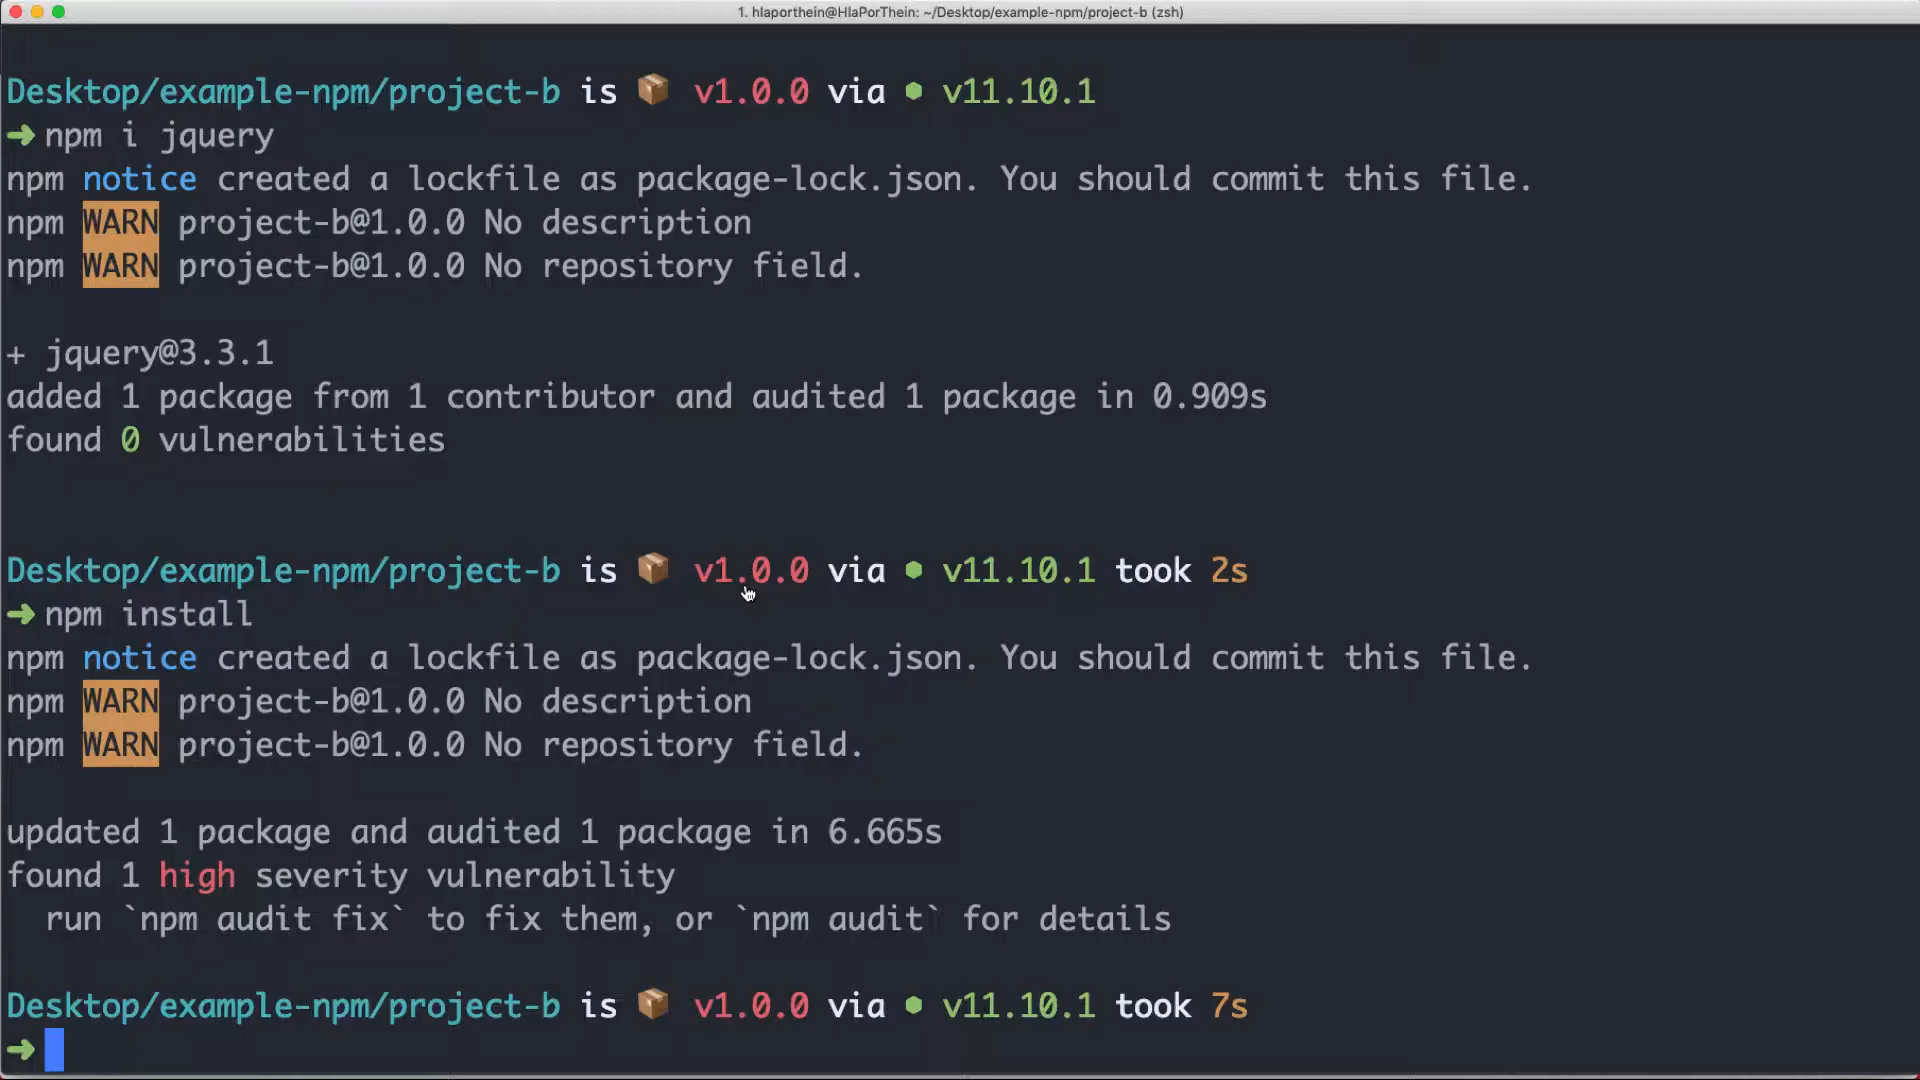 1. hlaporthein@HlaPorThein: ~/Desktop/example-npm/project-b (zsh)
Desktop/example-npm/project-b is 📦 v1.0.0 via ⬢ v11.10.1
➜ npm i jquery
npm notice created a lockfile as package-lock.json. You should commit this file.
npm WARN project-b@1.0.0 No description
npm WARN project-b@1.0.0 No repository field.
+ jquery@3.3.1
added 1 package from 1 contributor and audited 1 package in 0.909s
found 0 vulnerabilities
Desktop/example-npm/project-b is 📦 v1.0.0 via ⬢ v11.10.1 took 2s
➜ npm install
npm notice created a lockfile as package-lock.json. You should commit this file.
npm WARN project-b@1.0.0 No description
npm WARN project-b@1.0.0 No repository field.
updated 1 package and audited 1 package in 6.665s
found 1 high severity vulnerability
run `npm audit fix` to fix them, or `npm audit` for details
Desktop/example-npm/project-b is 📦 v1.0.0 via ⬢ v11.10.1 took 7s
➜